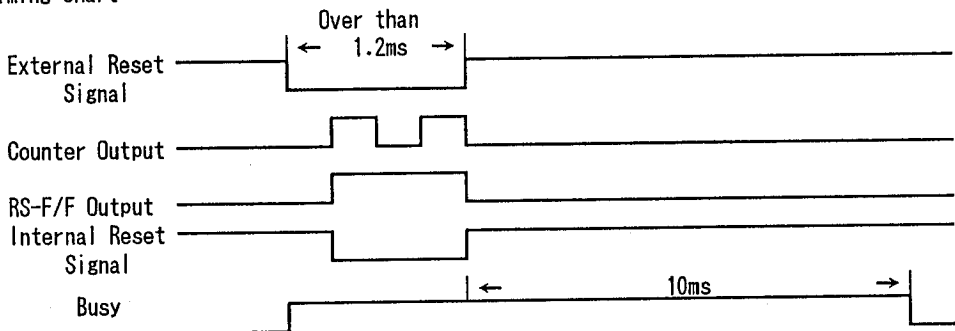 Over than
1.2ms
External Reset
Signal
Counter Output
RS-F/F Output
Internal Reset
Signal
10ms
Busy